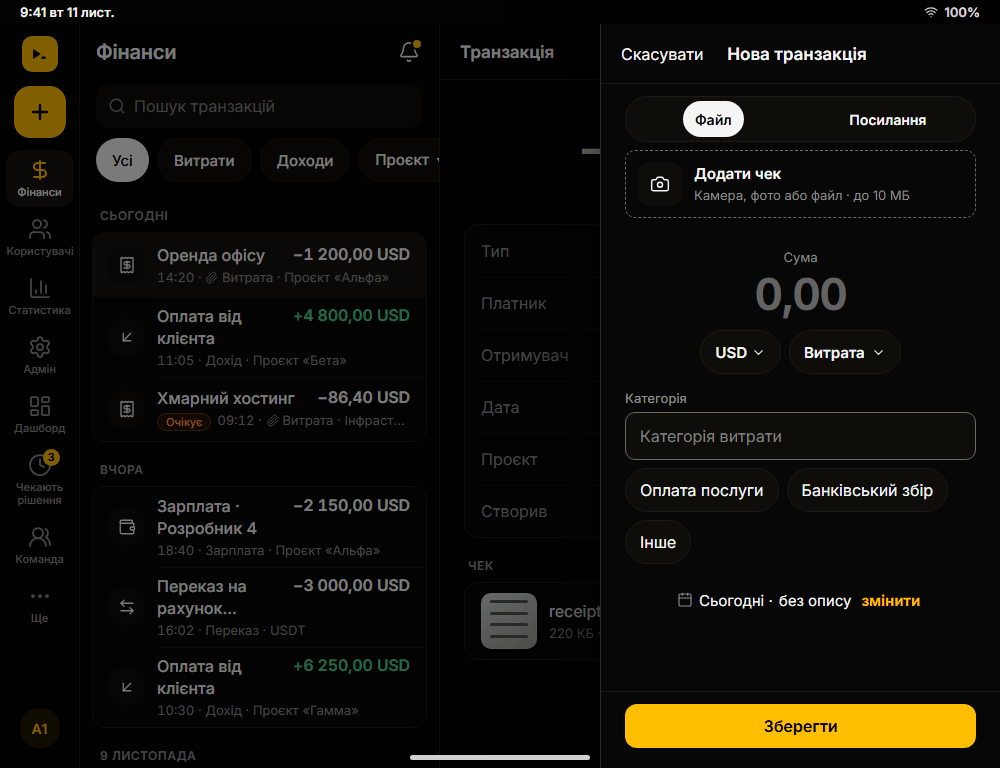 9:41 вт 11 лист.
100%
Фінанси
Користувачі
Статистика
Адмін
Дашборд
3
Чекають
рішення
Команда
Ще
А1
Фінанси
Пошук транзакцій
Усі
Витрати
Доходи
Проєкт
СЬОГОДНІ
Оренда офісу
−1 200,00 USD
14:20 · Витрата · Проєкт «Альфа»
Оплата від
клієнта
+4 800,00 USD
11:05 · Дохід · Проєкт «Бета»
Хмарний хостинг
−86,40 USD
Очікує
09:12 · Витрата · Інфраст...
ВЧОРА
Зарплата ·
Розробник 4
−2 150,00 USD
18:40 · Зарплата · Проєкт «Альфа»
Переказ на
рахунок...
−3 000,00 USD
16:02 · Переказ · USDT
Оплата від
клієнта
+6 250,00 USD
10:30 · Дохід · Проєкт «Гамма»
9 ЛИСТОПАДА
Транзакція
Тип
Платник
Отримувач
Дата
Проєкт
Створив
ЧЕК
receipt
220 КБ ·
Скасувати
Нова транзакція
Файл
Посилання
Додати чек
Камера, фото або файл · до 10 МБ
Сума
0,00
USD
Витрата
Категорія
Категорія витрати
Оплата послуги
Банківський збір
Інше
Сьогодні · без опису змінити
Зберегти